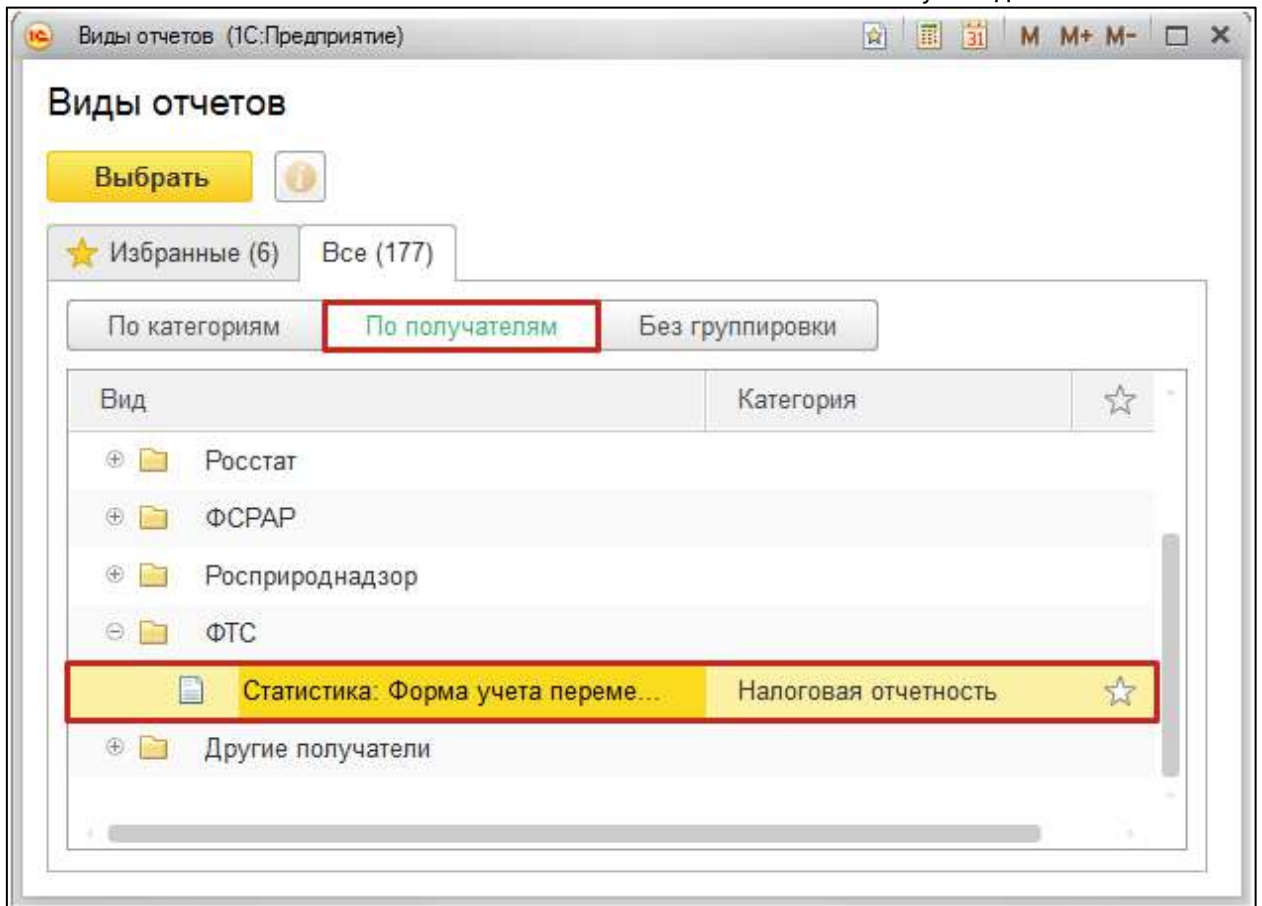 Виды отчетов (1С:Предприятие)
31 M M+ M-
Виды отчетов
Выбрать
Избранные (6) Все (177)
По категориям По получателям Без группировки
Вид Категория
Росстат
ФСРАР
Росприроднадзор
ФТС
Статистика: Форма учета переме... Налоговая отчетность
Другие получатели